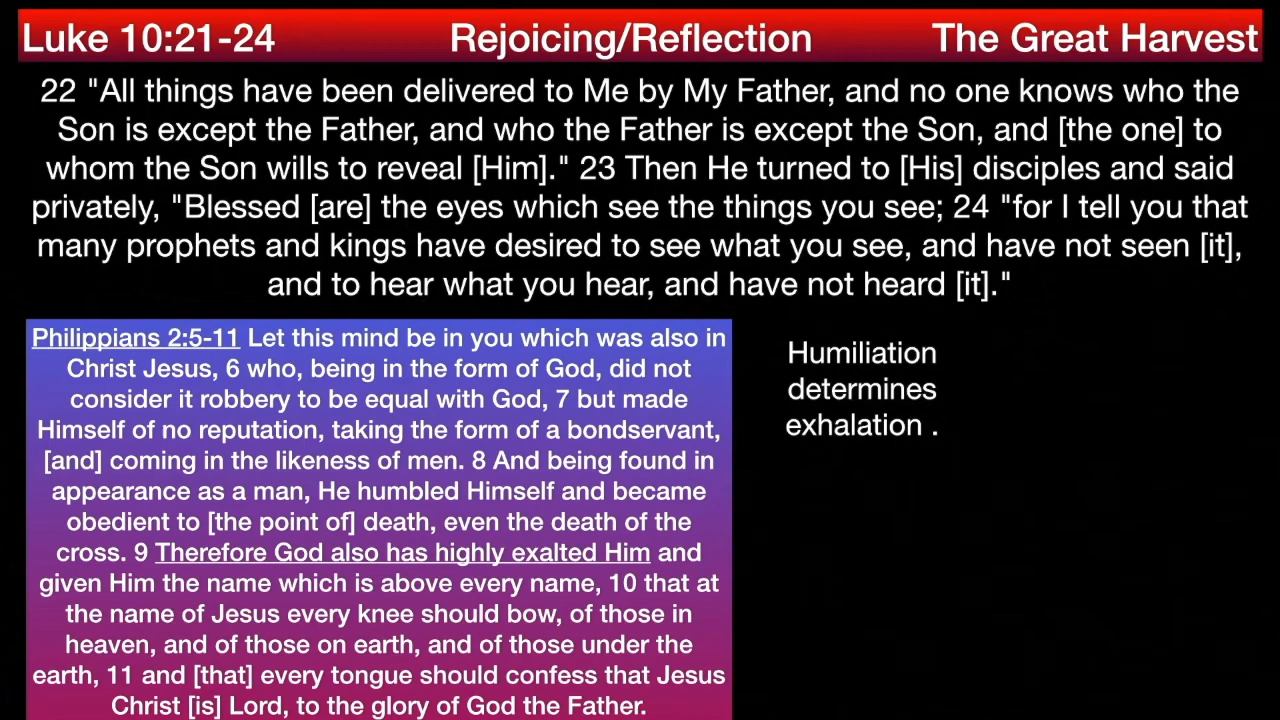 Luke 10:21-24 Rejoicing/Reflection The Great Harvest
22 "All things have been delivered to Me by My Father, and no one knows who the
Son is except the Father, and who the Father is except the Son, and [the one] to
whom the Son wills to reveal [Him]." 23 Then He turned to [His] disciples and said
privately, "Blessed [are] the eyes which see the things you see; 24 "for I tell you that
many prophets and kings have desired to see what you see, and have not seen [it],
and to hear what you hear, and have not heard [it]."
Philippians 2:5-11 Let this mind be in you which was also in
Christ Jesus, 6 who, being in the form of God, did not
consider it robbery to be equal with God, 7 but made
Himself of no reputation, taking the form of a bondservant,
[and] coming in the likeness of men. 8 And being found in
appearance as a man, He humbled Himself and became
obedient to [the point of] death, even the death of the
cross. 9 Therefore God also has highly exalted Him and
given Him the name which is above every name, 10 that at
the name of Jesus every knee should bow, of those in
heaven, and of those on earth, and of those under the
earth, 11 and [that] every tongue should confess that Jesus
Christ [is] Lord, to the glory of God the Father.
Humiliation
determines
exhalation .